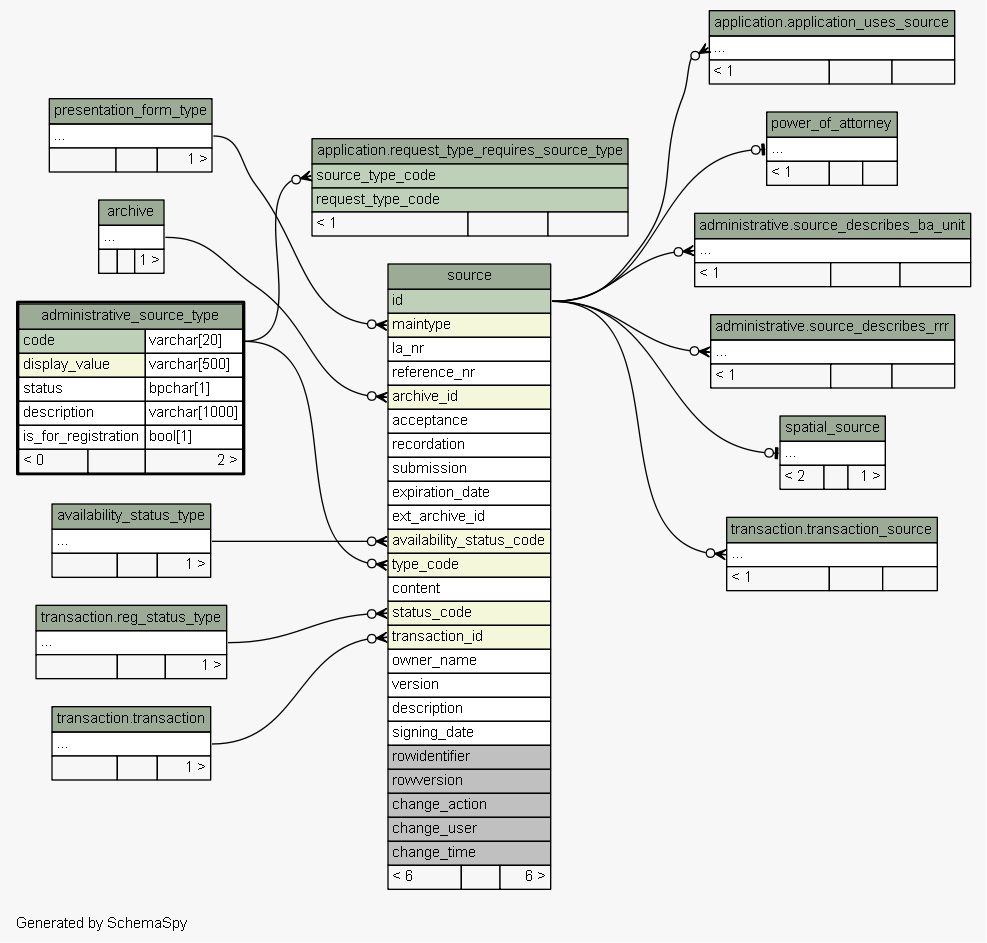 application.application_uses_source
...
< 1
presentation_form_type
...
1 >
power_of_attorney
...
< 1
application.request_type_requires_source_type
source_type_code
request_type_code
< 1
archive
...
1 >
administrative.source_describes_ba_unit
...
< 1
source
id
maintype
la_nr
reference_nr
archive_id
acceptance
recordation
submission
expiration_date
ext_archive_id
availability_status_code
type_code
content
status_code
transaction_id
owner_name
version
description
signing_date
rowidentifier
rowversion
change_action
change_user
change_time
< 6 6 >
administrative_source_type
code varchar[20]
display_value varchar[500]
status bpchar[1]
description varchar[1000]
is_for_registration bool[1]
< 0 2 >
administrative.source_describes_rrr
...
< 1
spatial_source
...
< 2 1 >
availability_status_type
...
1 >
transaction.transaction_source
...
< 1
transaction.reg_status_type
...
1 >
transaction.transaction
...
1 >
Generated by SchemaSpy